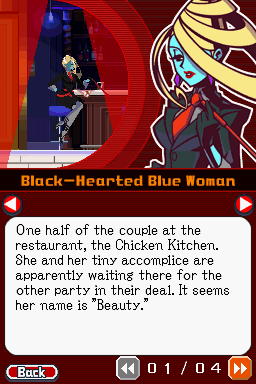 Black-Hearted Blue Woman
One half of the couple at the
restaurant, the Chicken Kitchen.
She and her tiny accomplice are
apparently waiting there for the
other party in their deal. It seems
her name is "Beauty."
Back
01/04